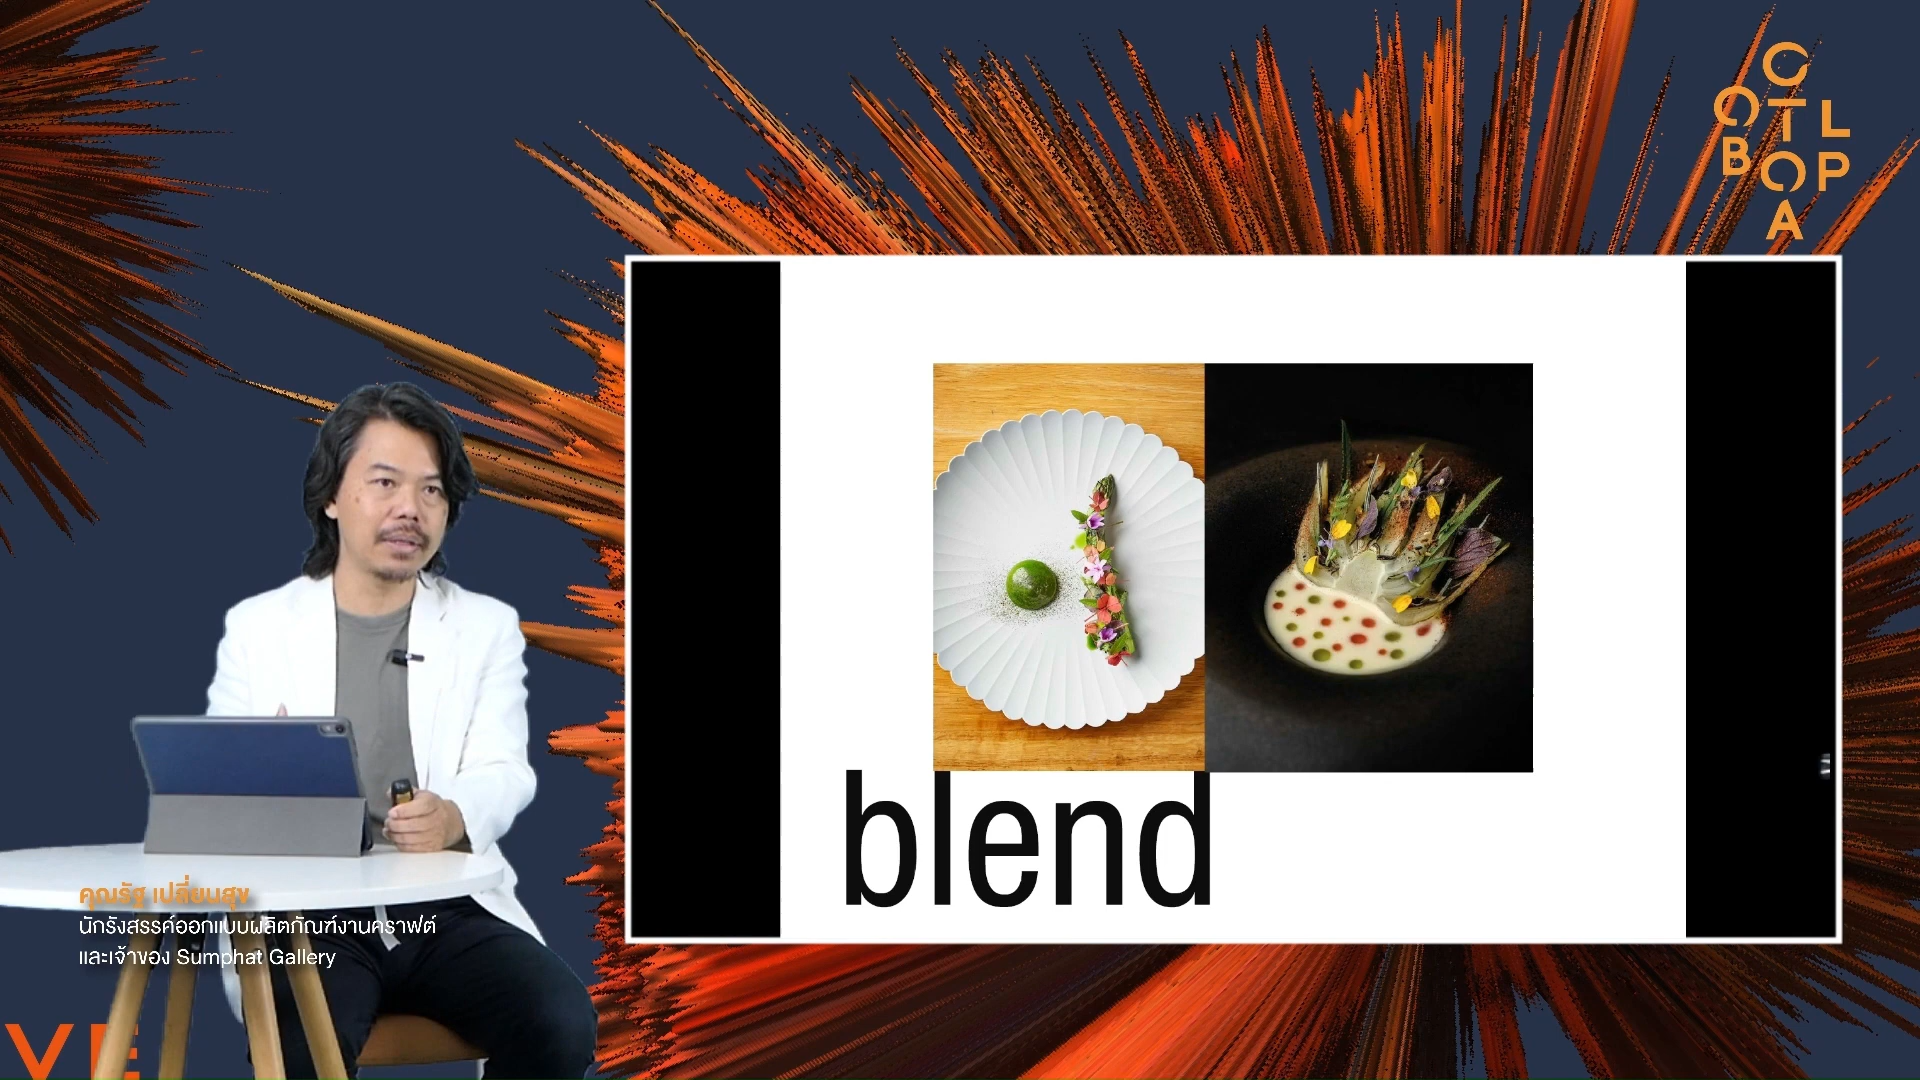 C
O T L
B O P
A
blend
คุณรัฐ เปลี่ยนสุข
นักรังสรรค์ออกแบบผลิตภัณฑ์งานคราฟต์
และเจ้าของ Sumphat Gallery
VE